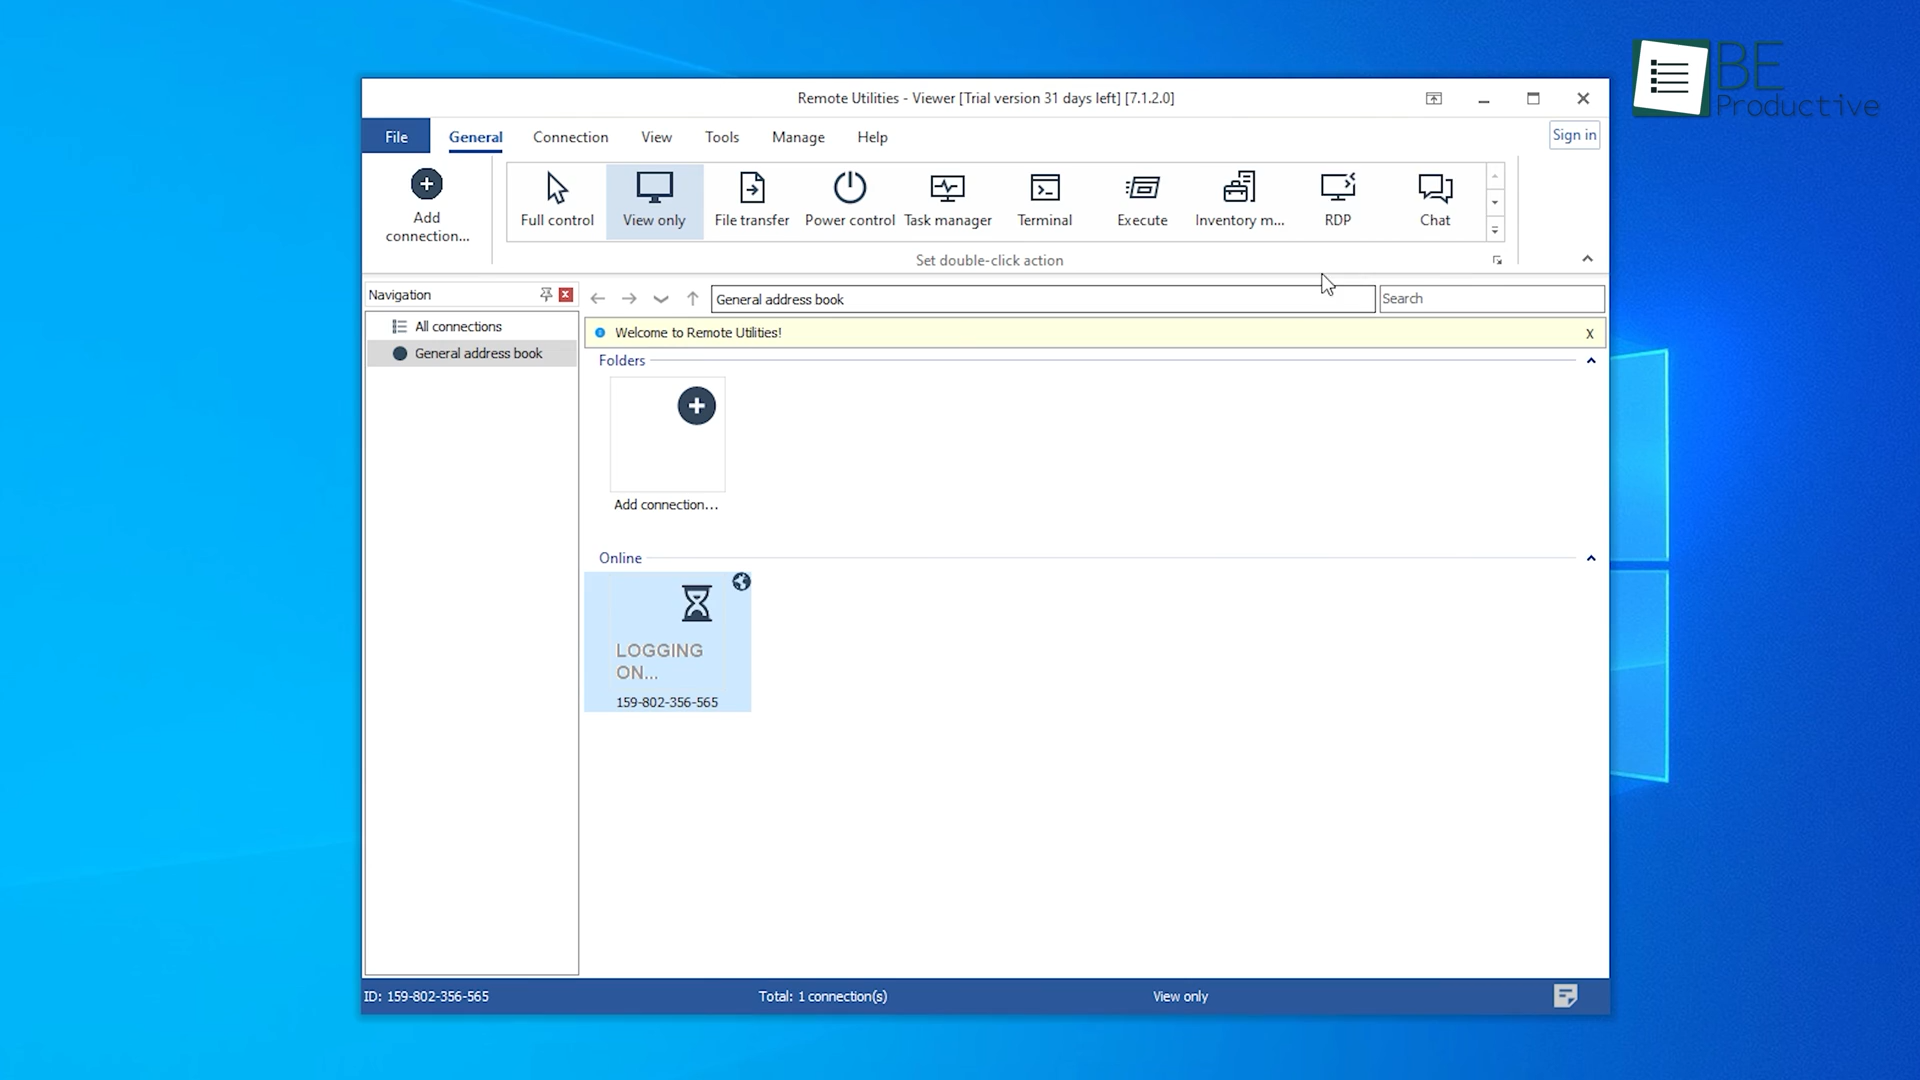 BE
Productive
Remote Utilities - Viewer [Trial version 31 days left] [7.1.2.0]
File General Connection View Tools Manage Help Sign in
Add connection...
Full control View only File transfer Power control Task manager Terminal Execute Inventory m... RDP Chat
Set double-click action
Navigation
General address book Search
All connections
General address book
Welcome to Remote Utilities! X
Folders
Add connection...
Online
LOGGING
ON...
159-802-356-565
ID: 159-802-356-565 Total: 1 connection(s) View only